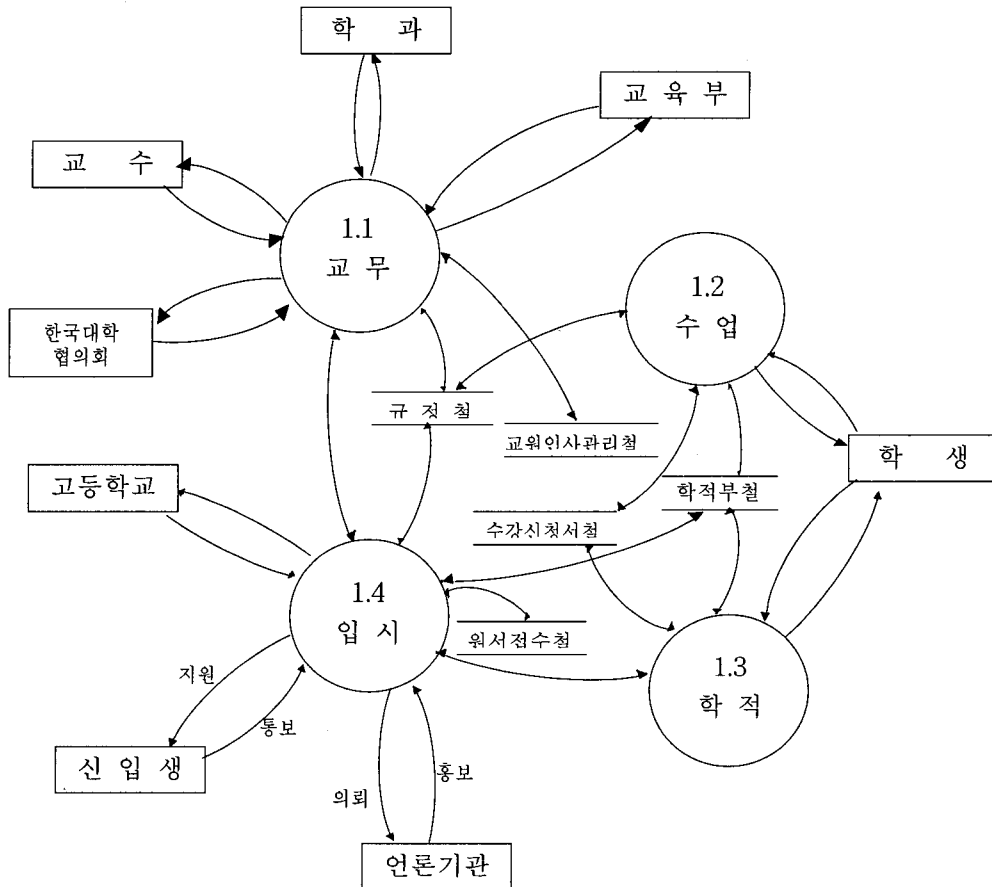 학 과
교 육 부
교 수
1.1
교 무
1.2
수 업
한국대학
협의회
규 정 철
교원인사관리철
학 생
고등학교
학적부철
수강신청서철
1.4
입 시
원서접수철
1.3
학 적
지원
통보
신 입 생
홍보
의뢰
언론기관